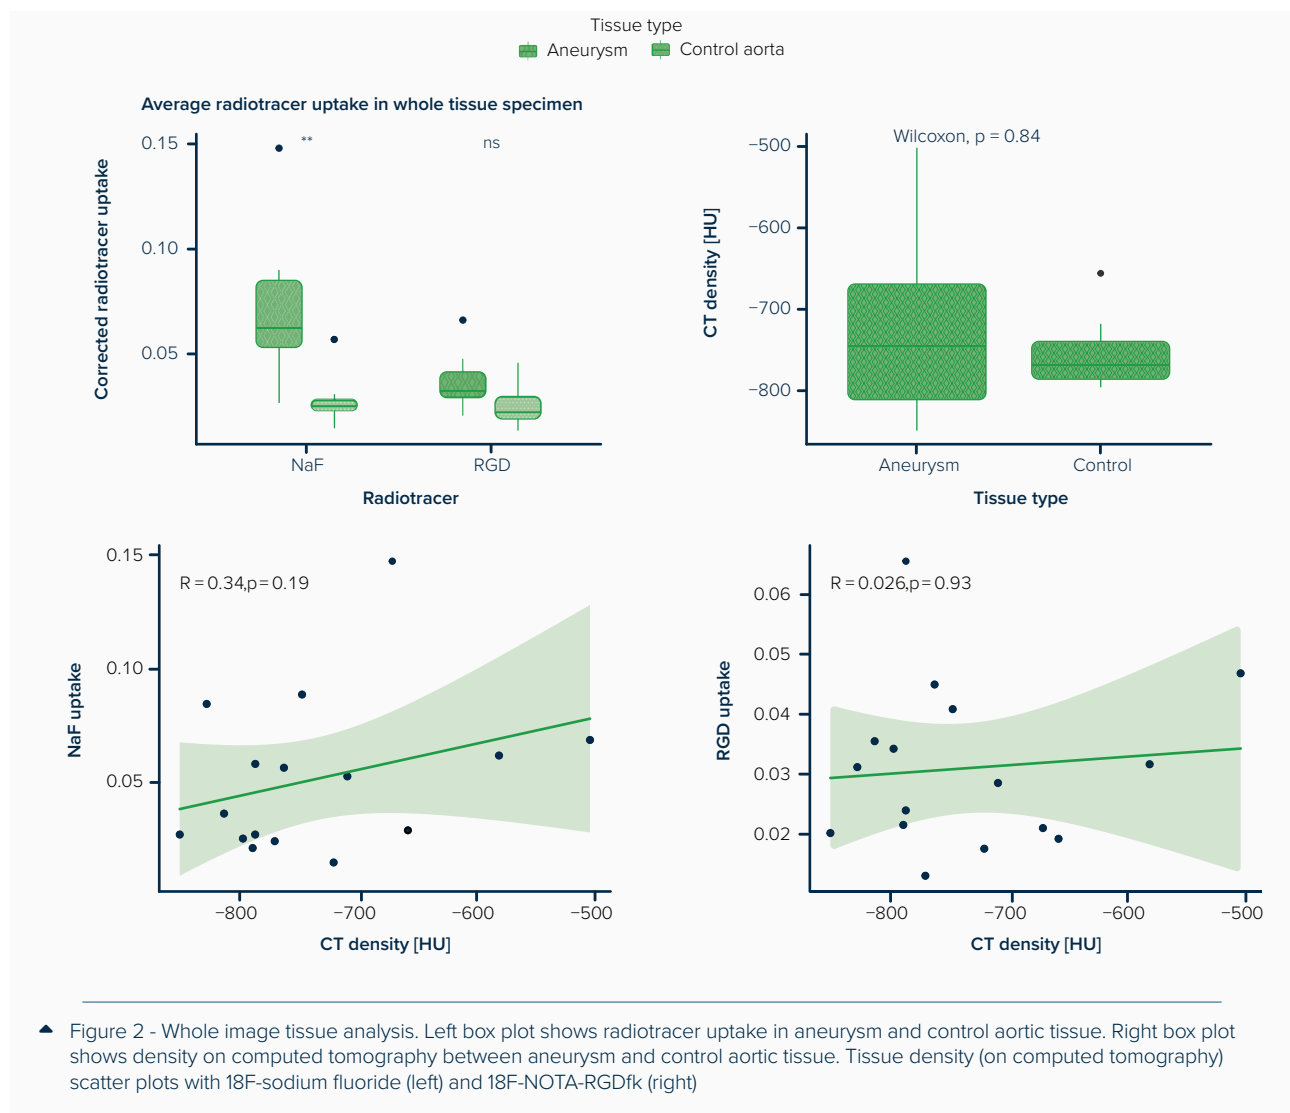 Tissue type
Aneurysm Control aorta
Average radiotracer uptake in whole tissue specimen
Corrected radiotracer uptake
0.15
0.10
0.05
**
ns
NaF RGD
Radiotracer
CT density [HU]
−500
−600
−700
−800
Wilcoxon, p = 0.84
Aneurysm Control
Tissue type
NaF uptake
0.15
0.10
0.05
R = 0.34,p = 0.19
−800 −700 −600 −500
CT density [HU]
RGD uptake
0.06
0.05
0.04
0.03
0.02
R = 0.026,p = 0.93
−800 −700 −600 −500
CT density [HU]
Figure 2 - Whole image tissue analysis. Left box plot shows radiotracer uptake in aneurysm and control aortic tissue. Right box plot
shows density on computed tomography between aneurysm and control aortic tissue. Tissue density (on computed tomography)
scatter plots with 18F-sodium fluoride (left) and 18F-NOTA-RGDfk (right)